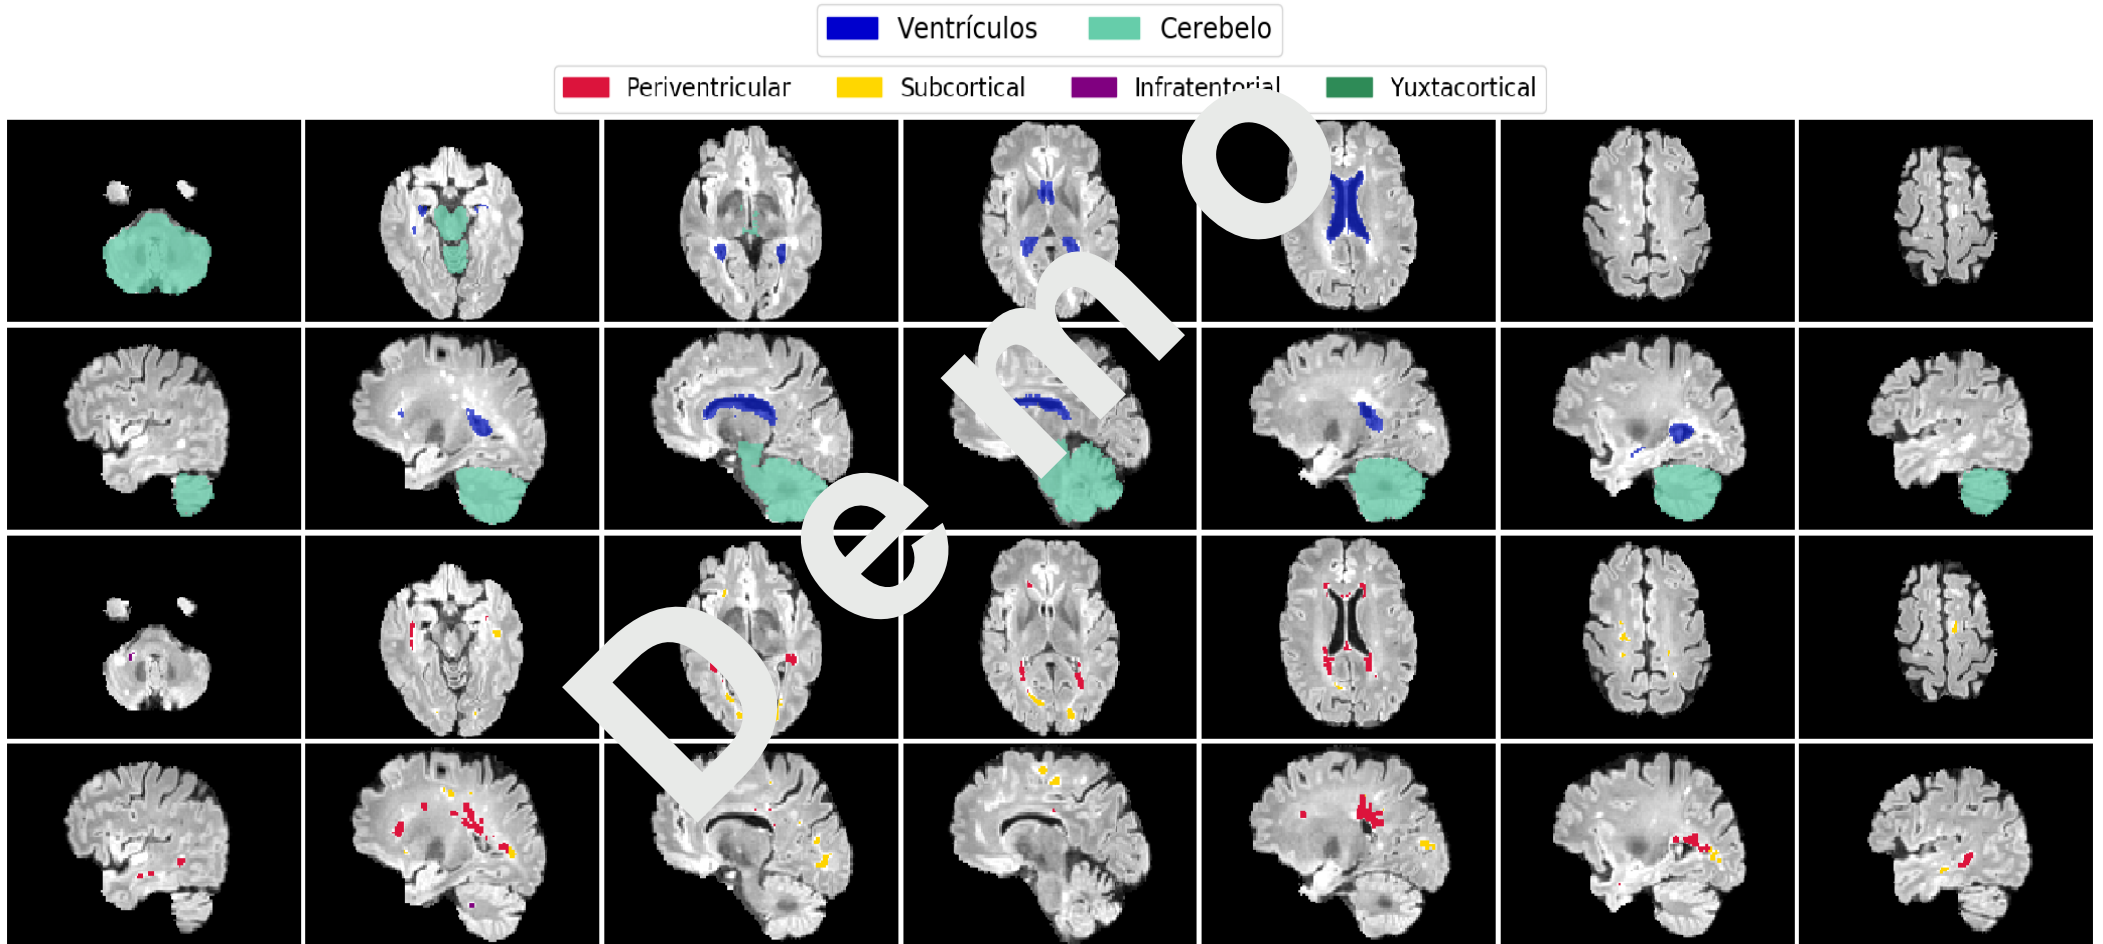 Ventrículos Cerebelo
Periventricular Subcortical Infratentorial Yuxtacortical
Demo